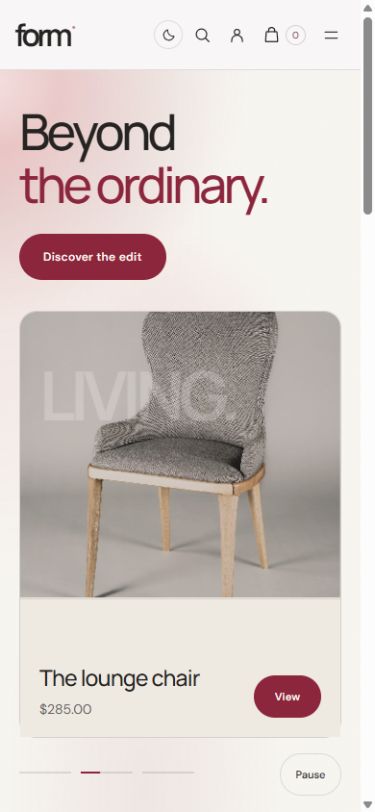 form
0
Beyond
the ordinary.
Discover the edit
LIVING.
The lounge chair
$285.00
View
Pause